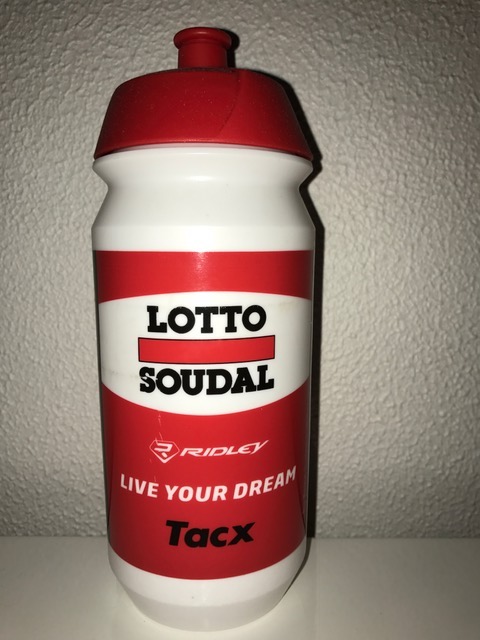 LOTTO
SOUDAL
RIDLEY
LIVE YOUR DREAM
Tacx